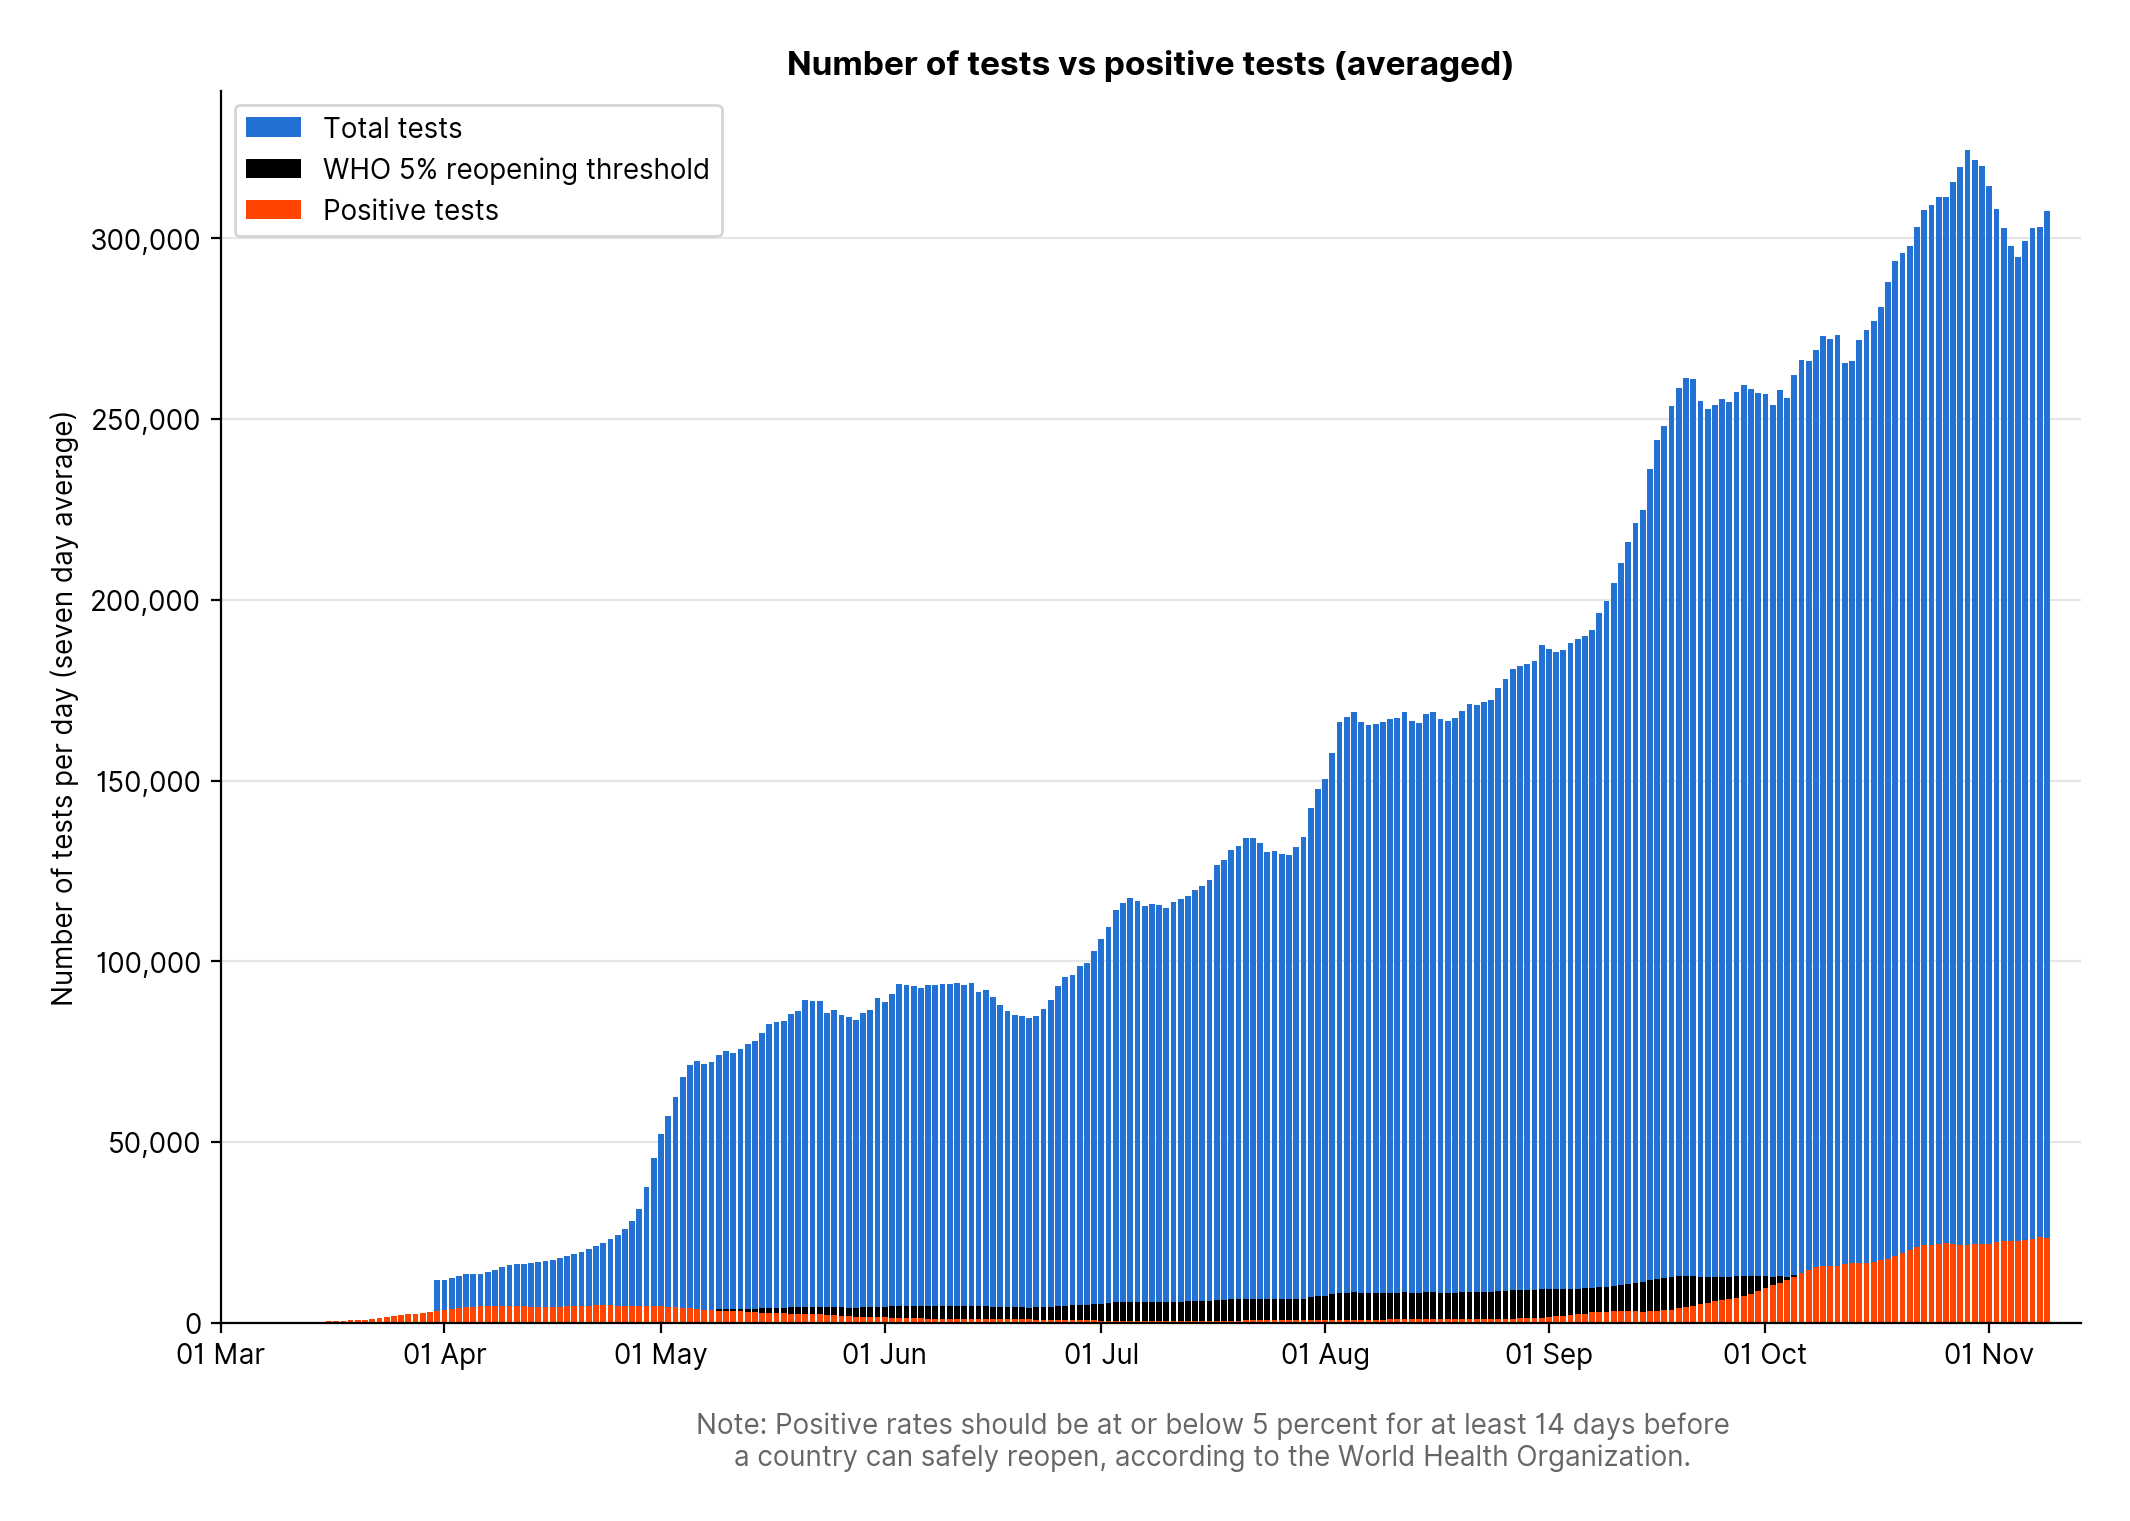 Number of tests vs positive tests (averaged)
Total tests
WHO 5% reopening threshold
Positive tests
Number of tests per day (seven day average)
300,000
250,000
200,000
150,000
100,000
50,000
0
01 Mar
01 Apr
01 May
01 Jun
01 Jul
01 Aug
01 Sep
01 Oct
01 Nov
Note: Positive rates should be at or below 5 percent for at least 14 days before
a country can safely reopen, according to the World Health Organization.